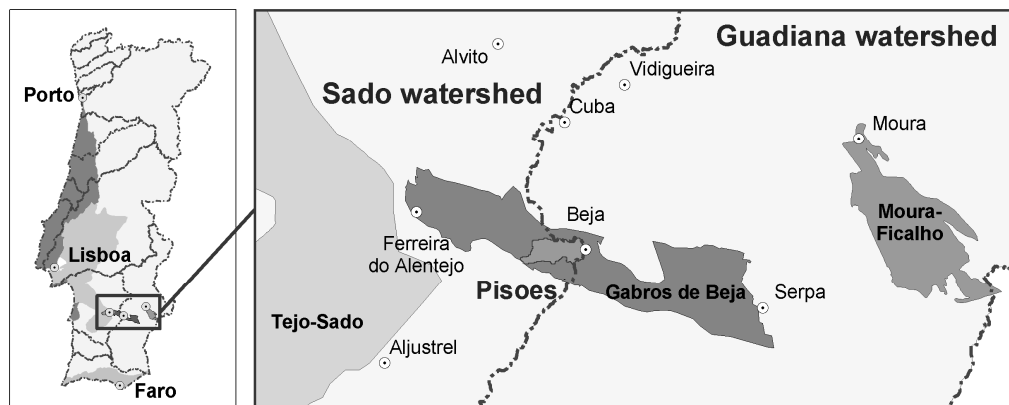 Porto
Lisboa
Faro
Guadiana watershed
Alvito
Vidigueira
Sado watershed
Cuba
Moura
Beja
Moura-
Ficalho
Ferreira
do Alentejo
Pisoes
Gabros de Beja
Serpa
Tejo-Sado
Aljustrel